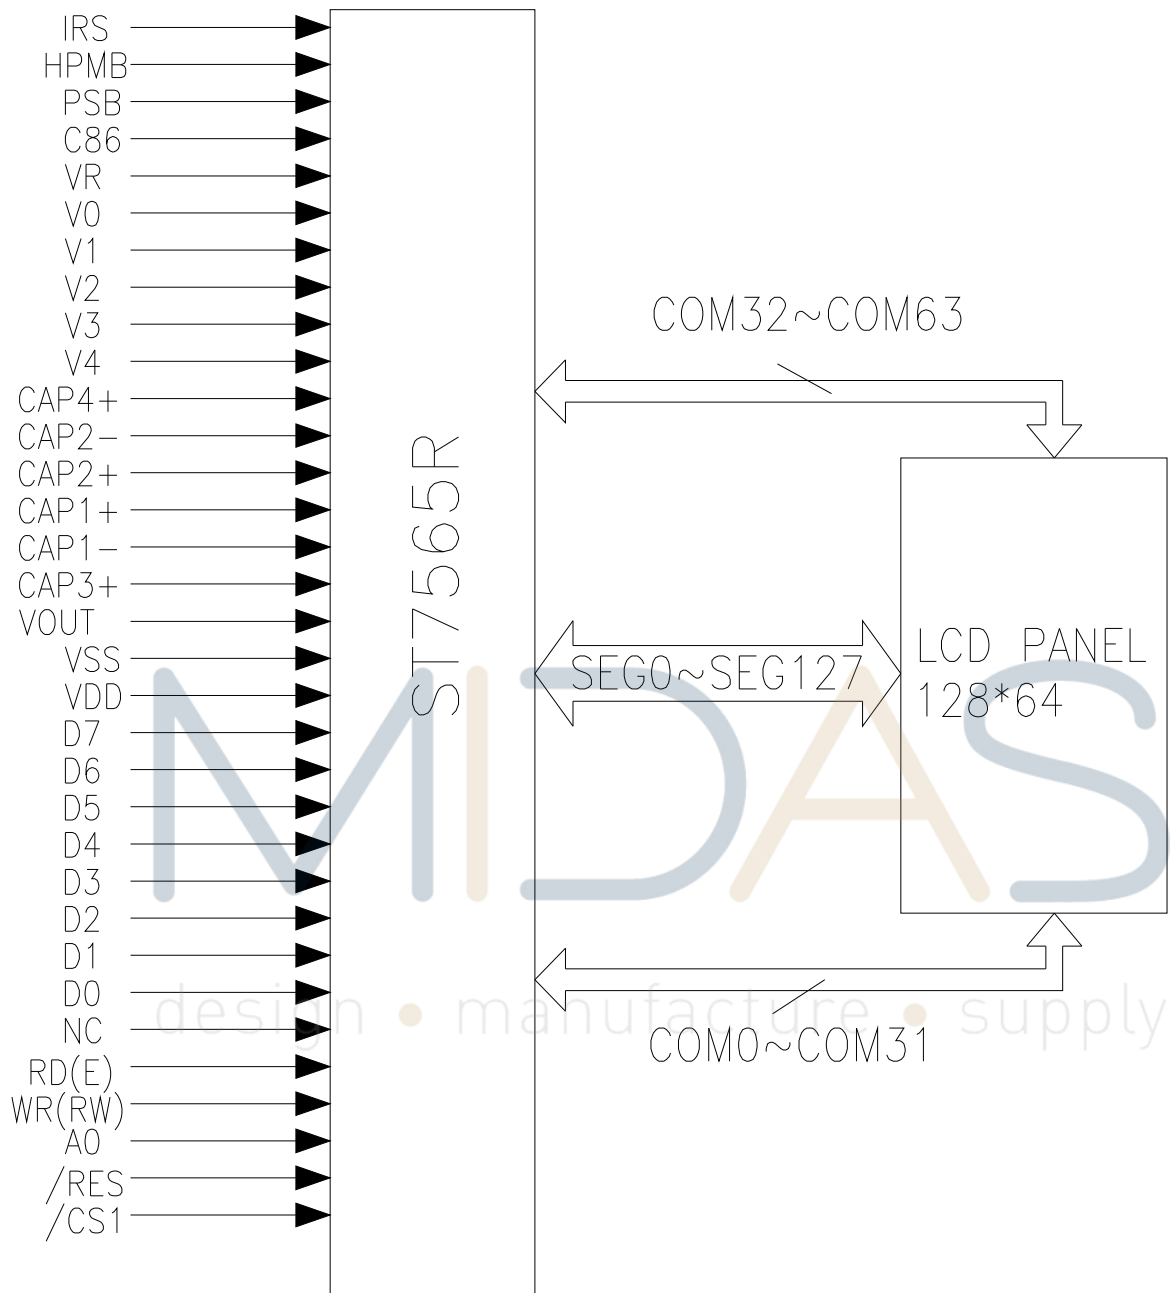 IRS
HPMB
PSB
C86
VR
V0
V1
V2
V3
V4
CAP4+
CAP2-
CAP2+
CAP1+
CAP1-
CAP3+
VOUT
VSS
VDD
D7
D6
D5
D4
D3
D2
D1
D0
NC
RD(E)
WR(RW)
A0
/RES
/CS1
ST7565R
COM32~COM63
SEG0~SEG127
LCD PANEL
128*64
COM0~COM31
MIDAS
design • manufacture • supply